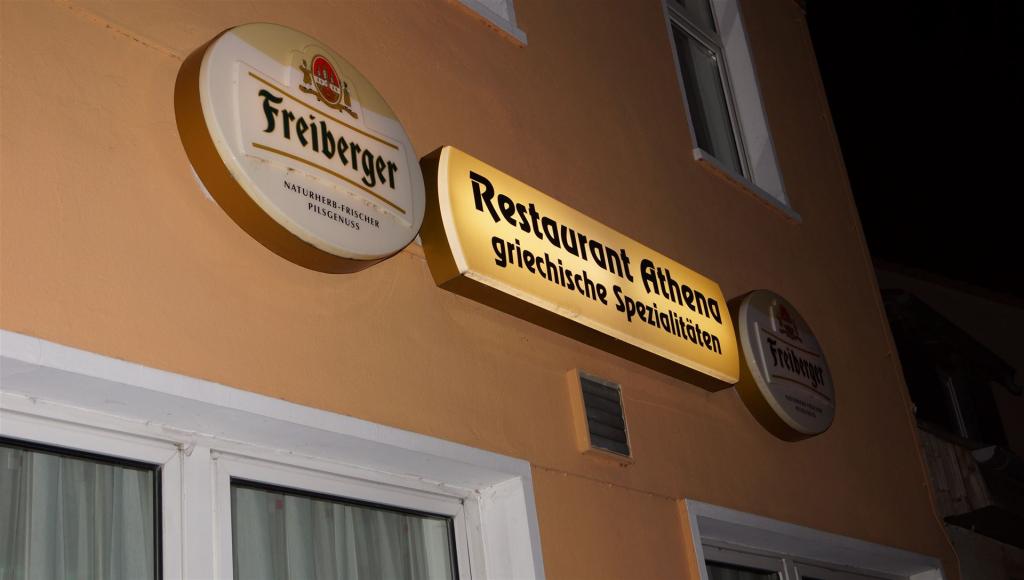 Freiberger
NATURHERB-FRISCHER
PILSGENUSS
Restaurant Athena
griechische Spezialitäten
Freiberger